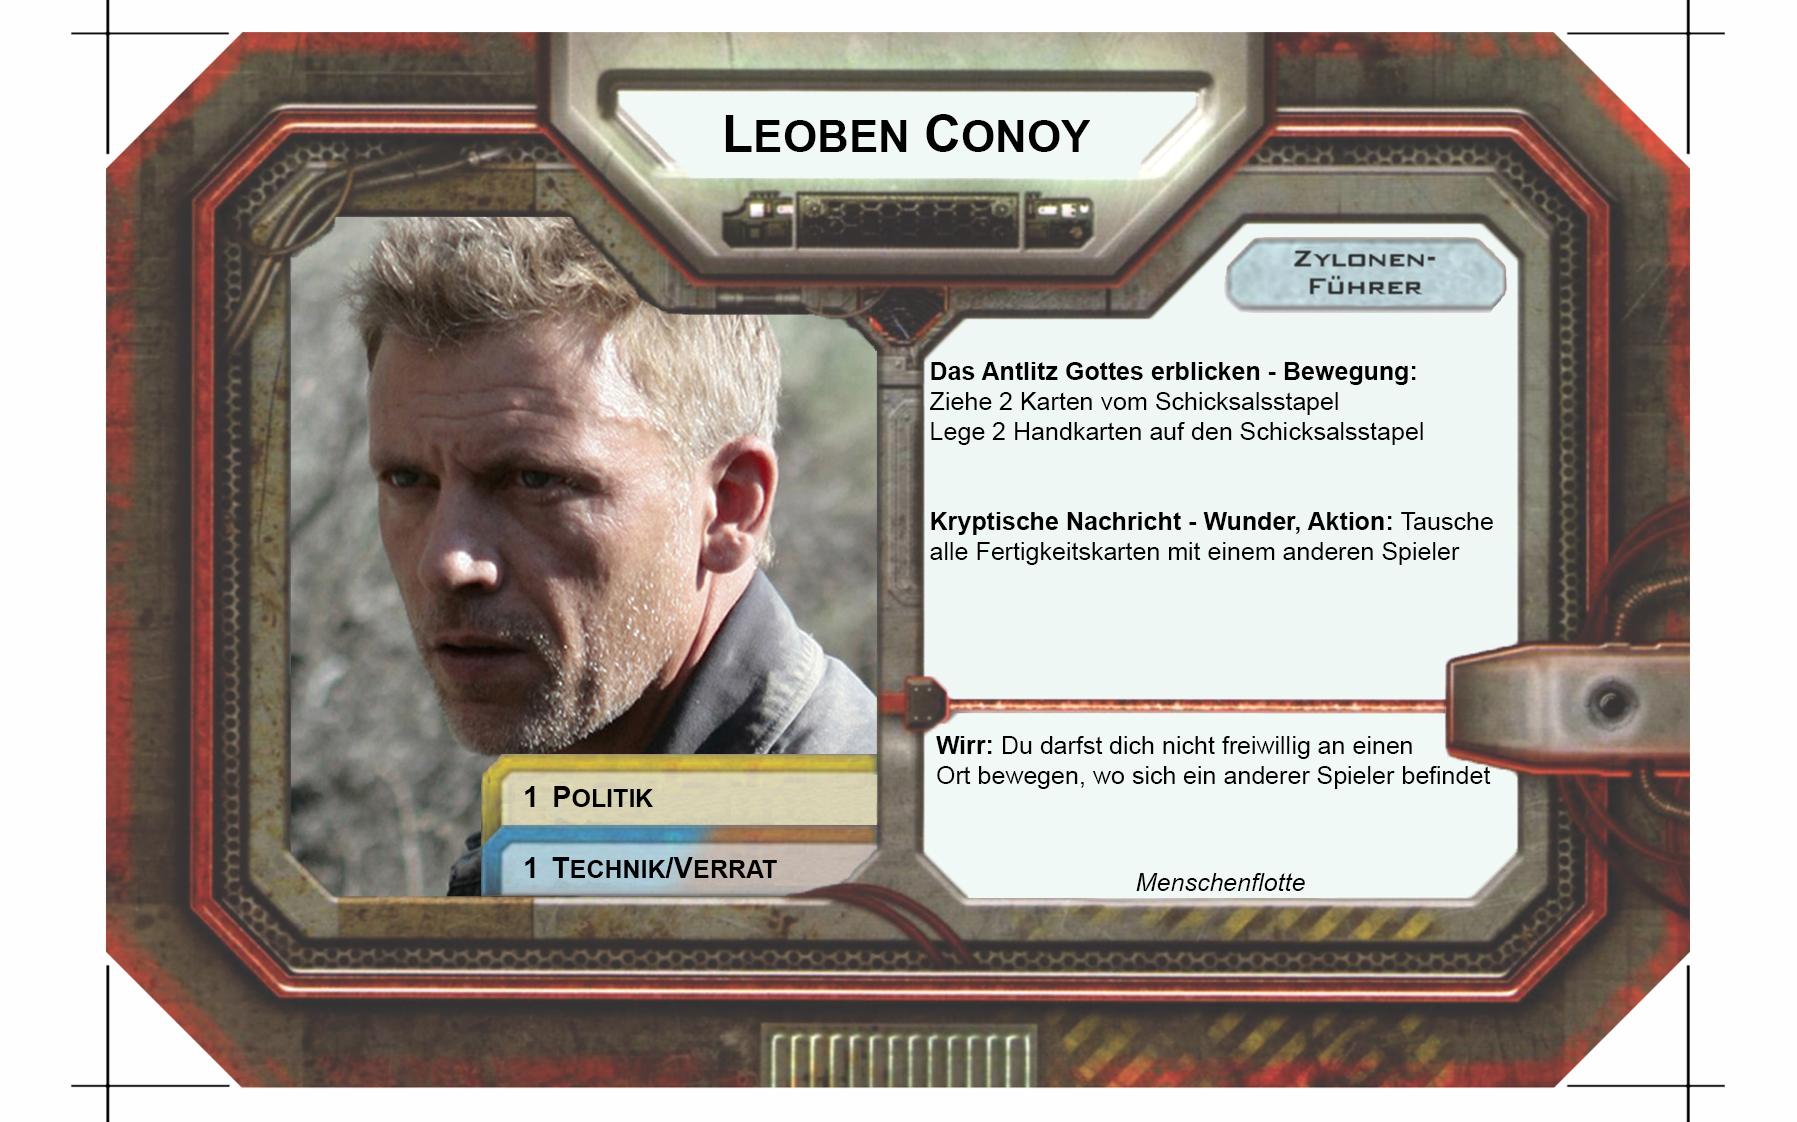 LEOBEN CONOY
ZYLONEN-
FÜHRER
Das Antlitz Gottes erblicken - Bewegung:
Ziehe 2 Karten vom Schicksalsstapel
Lege 2 Handkarten auf den Schicksalsstapel
Kryptische Nachricht - Wunder, Aktion: Tausche
alle Fertigkeitskarten mit einem anderen Spieler
Wirr: Du darfst dich nicht freiwillig an einen
Ort bewegen, wo sich ein anderer Spieler befindet
Menschenflotte
1 POLITIK
1 TECHNIK/VERRAT